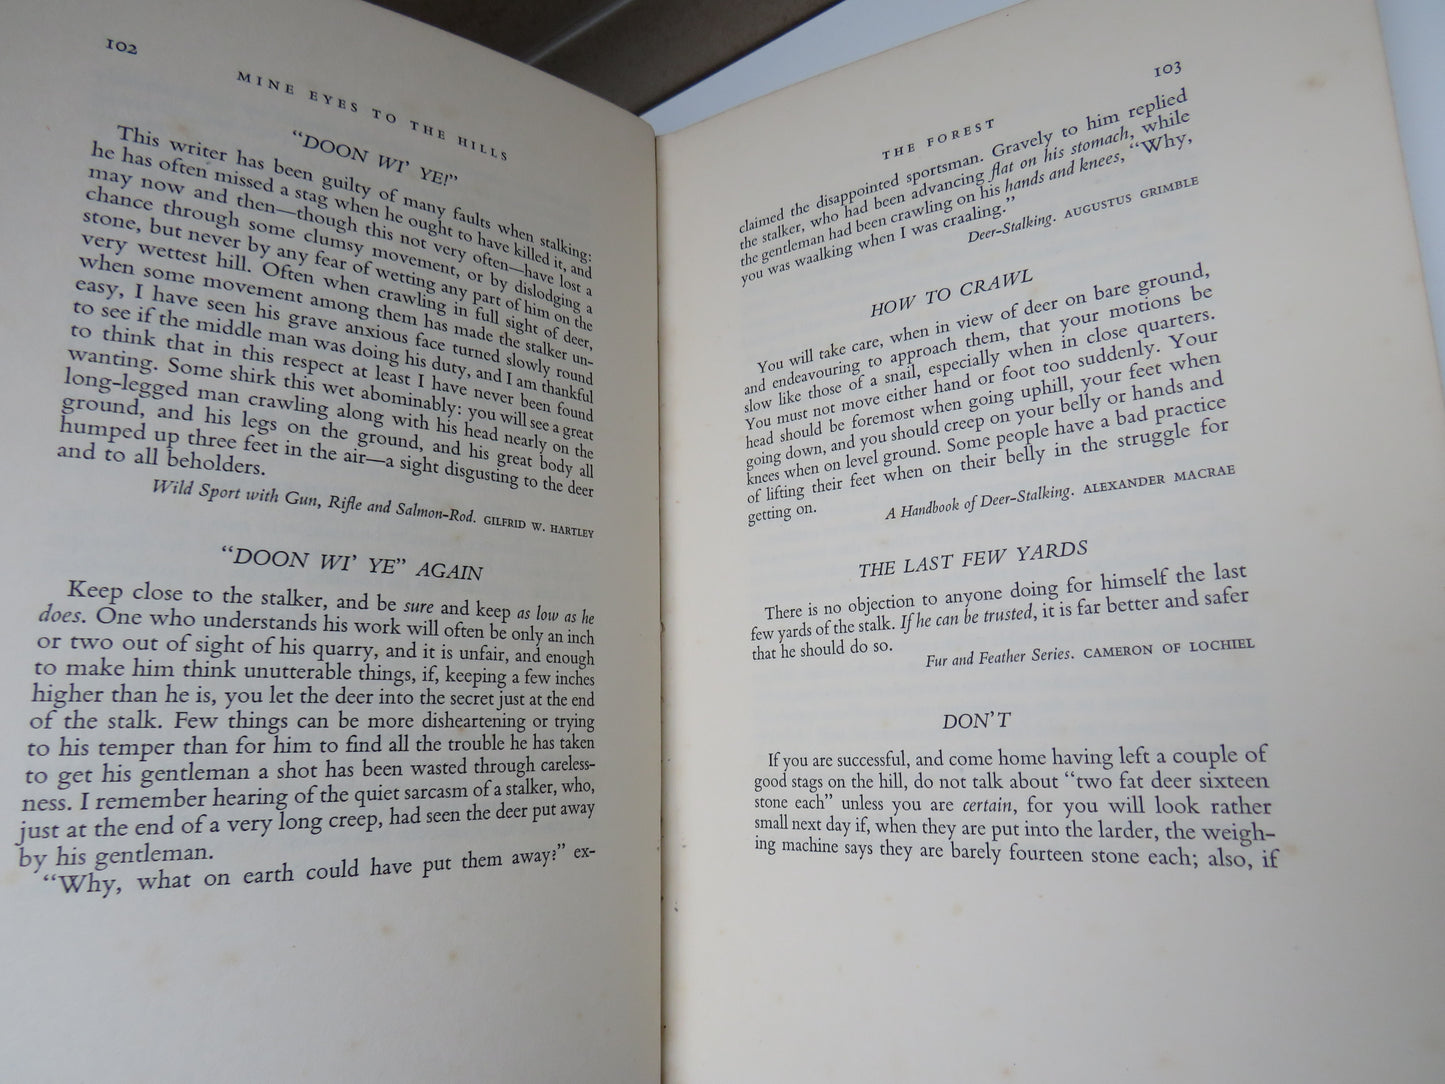 102
MINE EYES TO THE HILLS
"DOON WI' YE!"
This writer has been guilty of many faults when stalking:
he has often missed a stag when he ought to have killed it, and
may now and then—though this not very often—have lost a
chance through some clumsy movement, or by dislodging a
stone, but never by any fear of wetting any part of him on the
very wettest hill. Often when crawling in full sight of deer,
when some movement among them has made the stalker un-
easy, I have seen his grave anxious face turned slowly round
to see if the middle man was doing his duty, and I am thankful
to think that in this respect at least I have never been found
wanting. Some shirk this wet abominably: you will see a great
long-legged man crawling along with his head nearly on the
ground, and his legs on the ground, and his great body all
humped up three feet in the air—a sight disgusting to the deer
and to all beholders.
Wild Sport with Gun, Rifle and Salmon-Rod. GILFRID W. HARTLEY
"DOON WI' YE" AGAIN
Keep close to the stalker, and be sure and keep as low as he
does. One who understands his work will often be only an inch
or two out of sight of his quarry, and it is unfair, and enough
to make him think unutterable things, if, keeping a few inches
higher than he is, you let the deer into the secret just at the end
of the stalk. Few things can be more disheartening or trying
to his temper than for him to find all the trouble he has taken
to get his gentleman a shot has been wasted through careless-
ness. I remember hearing of the quiet sarcasm of a stalker, who,
just at the end of a very long creep, had seen the deer put away
by his gentleman.
"Why, what on earth could have put them away?" ex-
103
THE FOREST
claimed the disappointed sportsman. Gravely to him replied
the stalker, who had been advancing flat on his stomach, while
the gentleman had been crawling on his hands and knees, "Why,
you was waalking when I was craaling."
Deer-Stalking. AUGUSTUS GRIMBLE
HOW TO CRAWL
You will take care, when in view of deer on bare ground,
and endeavouring to approach them, that your motions be
slow like those of a snail, especially when in close quarters.
You must not move either hand or foot too suddenly. Your
head should be foremost when going uphill, your feet when
going down, and you should creep on your belly or hands and
knees when on level ground. Some people have a bad practice
of lifting their feet when on their belly in the struggle for
getting on.
A Handbook of Deer-Stalking. ALEXANDER MACRAE
THE LAST FEW YARDS
There is no objection to anyone doing for himself the last
few yards of the stalk. If he can be trusted, it is far better and safer
that he should do so.
Fur and Feather Series. CAMERON OF LOCHIEL
DON'T
If you are successful, and come home having left a couple of
good stags on the hill, do not talk about "two fat deer sixteen
stone each" unless you are certain, for you will look rather
small next day if, when they are put into the larder, the weigh-
ing machine says they are barely fourteen stone each; also, if